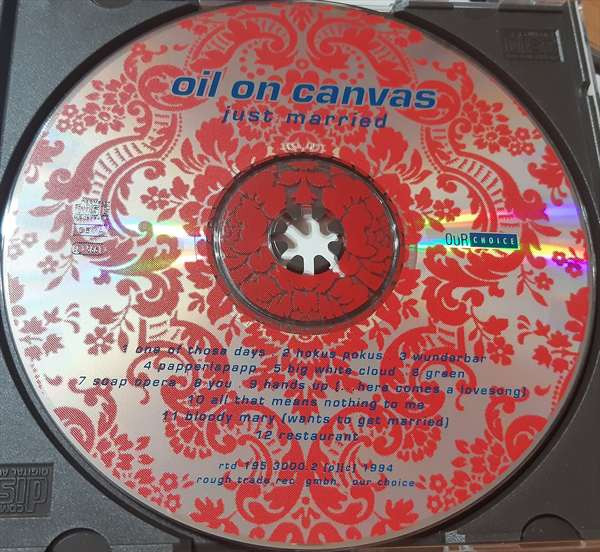 oil on canvas
just married
OuR CHOICE
1 one of those days 2 hokus pokus 3 wunderbar
4 papperlapapp 5 big white cloud 6 green
7 soap opera 8 you 9 hands up (...here comes a lovesong)
10 all that means nothing to me
11 bloody mary (wants to get married)
12 restaurant
rtd 195.3000.2 (p)(c) 1994
rough trade rec. gmbh our choice